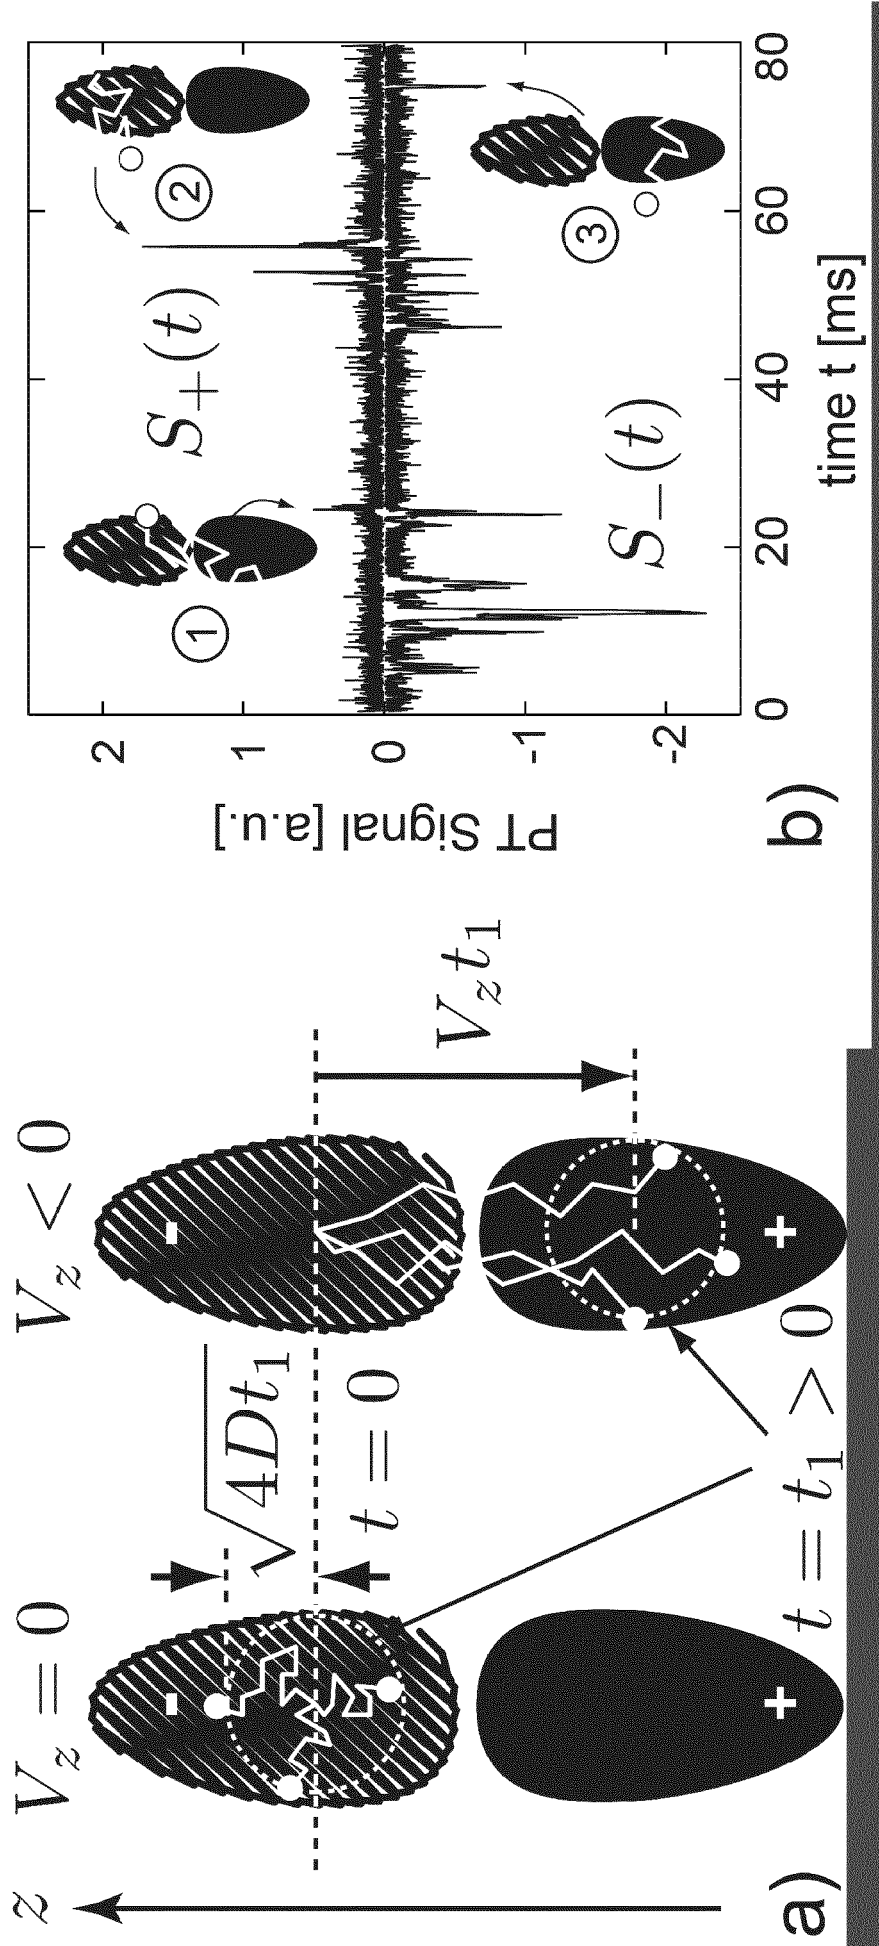 a)
z
V_z = 0
V_z < 0
-
-
√4Dt₁
t = 0
V_z t₁
+
+
t = t₁ > 0
b)
PT Signal [a.u.]
2
1
0
-1
-2
①
②
③
S₊(t)
S₋(t)
0
20
40
60
80
time t [ms]